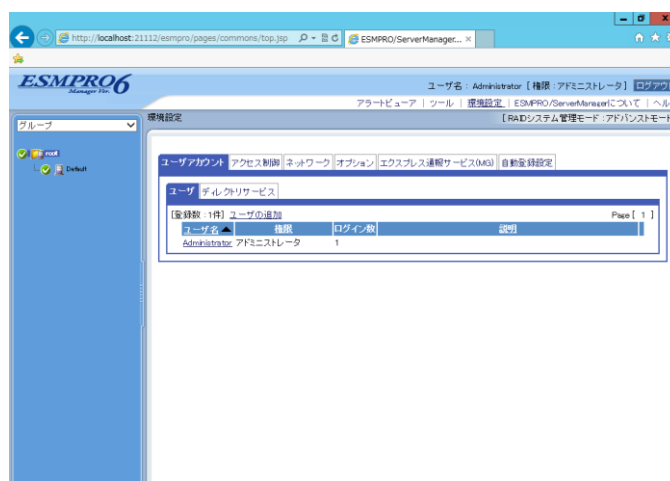 http://localhost:21112/esmpro/pages/commons/top.jsp
ESMPRO/ServerManager... ×
ESMPRO6
Manager Ver.
ユーザ名 : Administrator [ 権限 : アドミニストレータ ] ログアウ
アラートビューア | ツール | 環境設定 | ESMPRO/ServerManagerについて | ヘル
グループ
環境設定
[ RAIDシステム管理モード : アドバンストモード
root
Default
ユーザアカウント アクセス制御 ネットワーク オプション エクスプレス通報サービス(MG) 自動登録設定
ユーザ ディレクトリサービス
[登録数 : 1件] ユーザの追加 Page [ 1 ]
ユーザ名 ▲ 権限 ログイン数 説明
Administrator アドミニストレータ 1